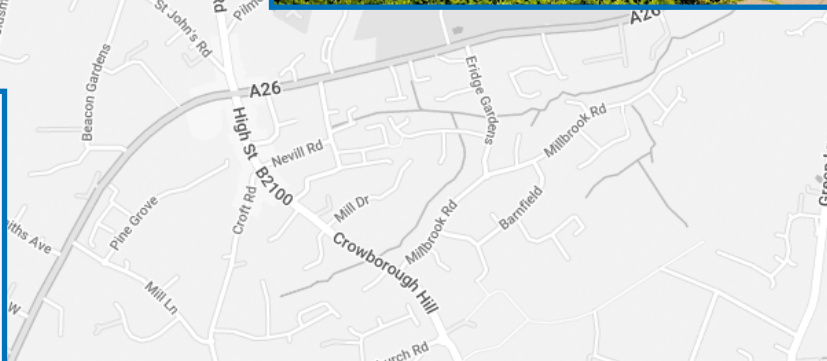 St John's Rd
A26
A26
Beacon Gardens
High St
B2100
Eridge Gardens
Nevill Rd
Millbrook Rd
Croft Rd
Mill Dr
Pine Grove
Barnfield
Millbrook Rd
Crowborough Hill
Mill Ln
Ave
W